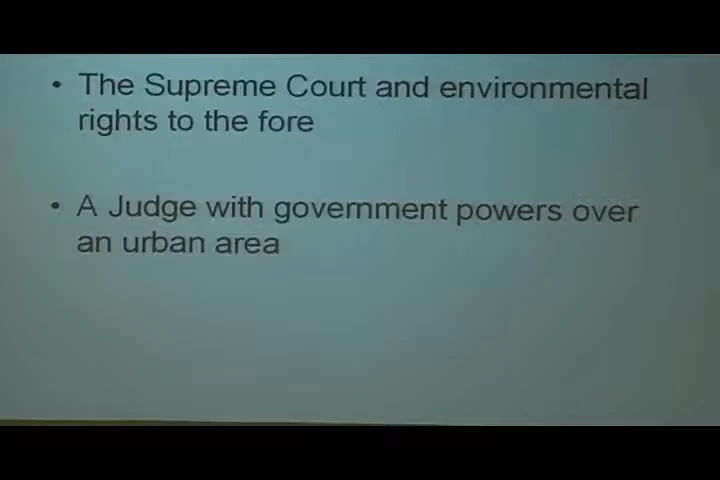 • The Supreme Court and environmental
rights to the fore
• A Judge with government powers over
an urban area